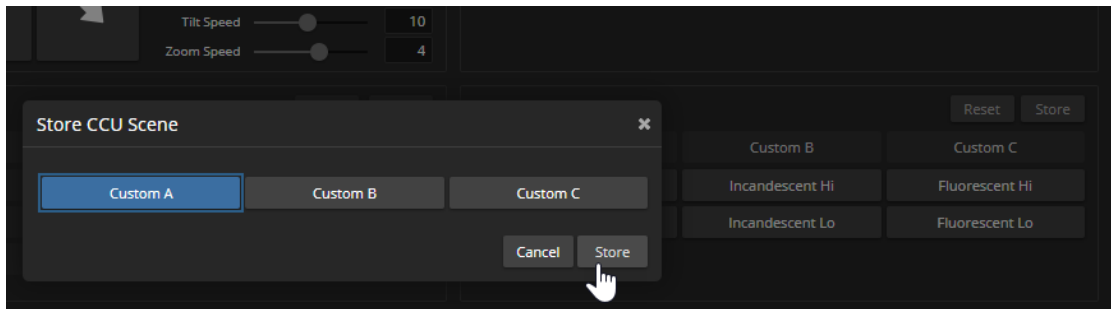 Tilt Speed 10
Zoom Speed 4
Store CCU Scene
Custom A Custom B Custom C
Cancel Store
Reset Store
Custom B Custom C
Incandescent Hi Fluorescent Hi
Incandescent Lo Fluorescent Lo